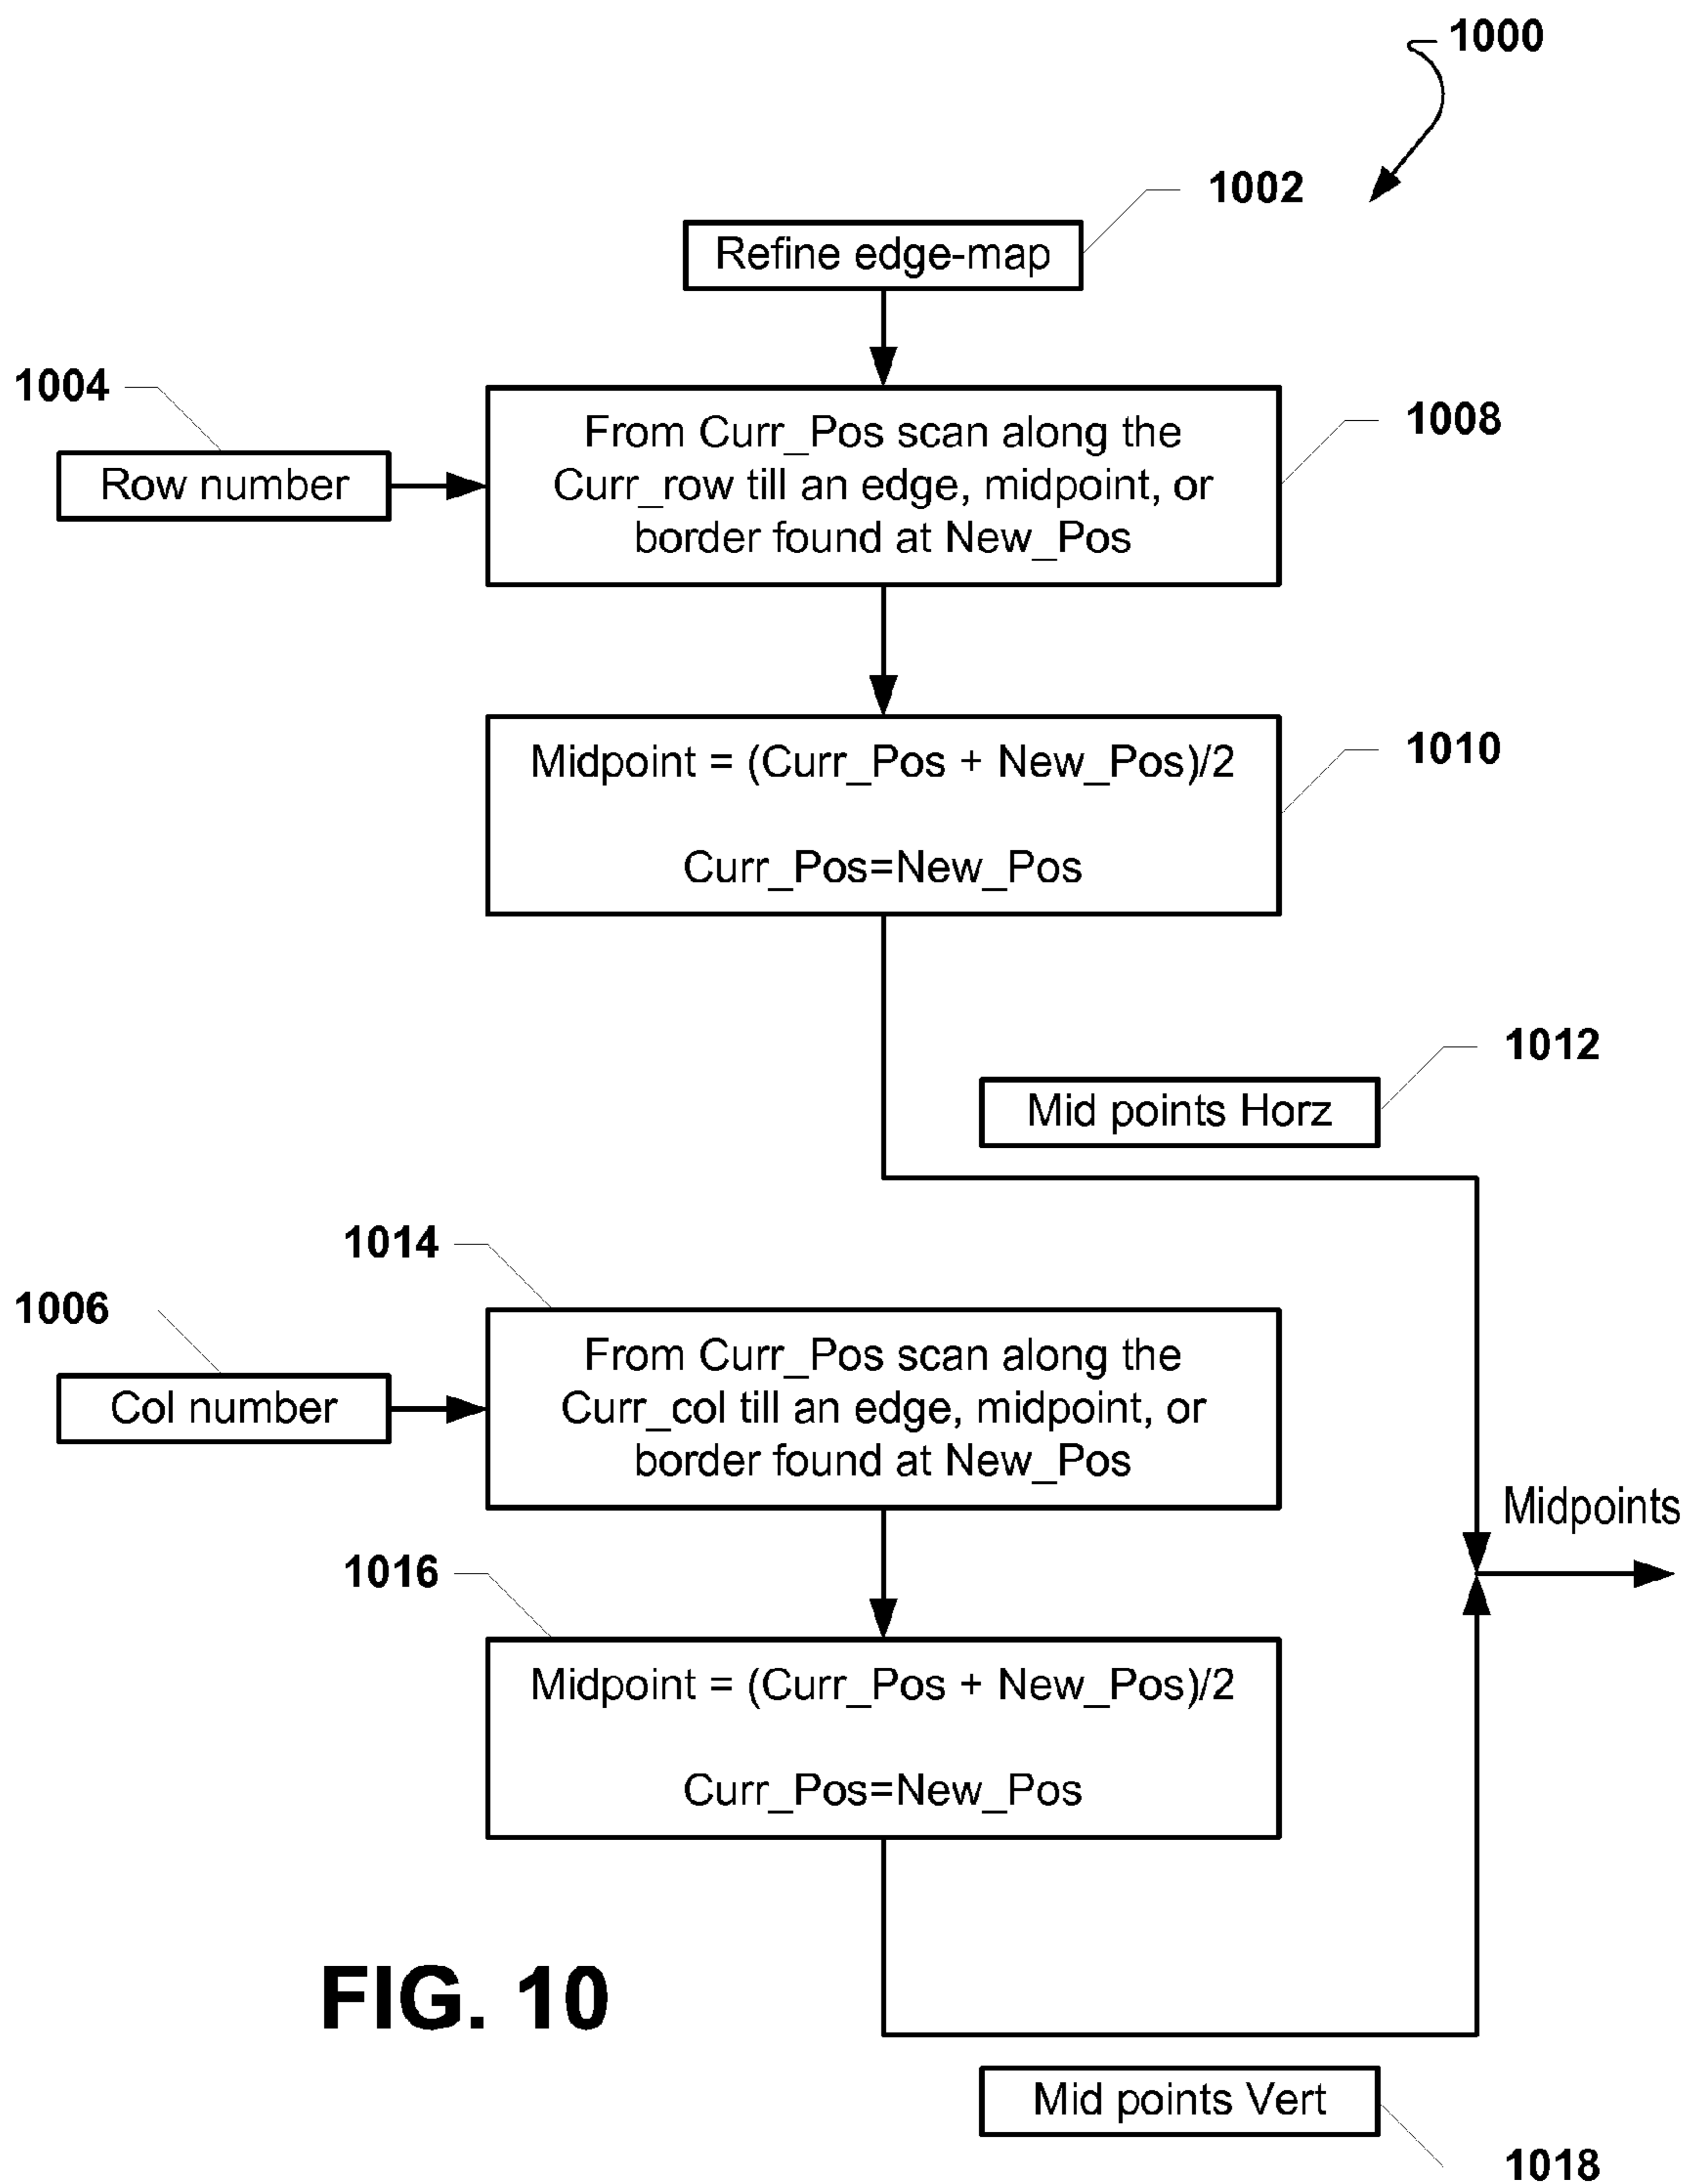 1000
1002
Refine edge-map
1004
Row number
From Curr_Pos scan along the
Curr_row till an edge, midpoint, or
border found at New_Pos
1008
Midpoint = (Curr_Pos + New_Pos)/2
Curr_Pos=New_Pos
1010
1012
Mid points Horz
1014
1006
Col number
From Curr_Pos scan along the
Curr_col till an edge, midpoint, or
border found at New_Pos
Midpoints
1016
Midpoint = (Curr_Pos + New_Pos)/2
Curr_Pos=New_Pos
FIG. 10
Mid points Vert
1018